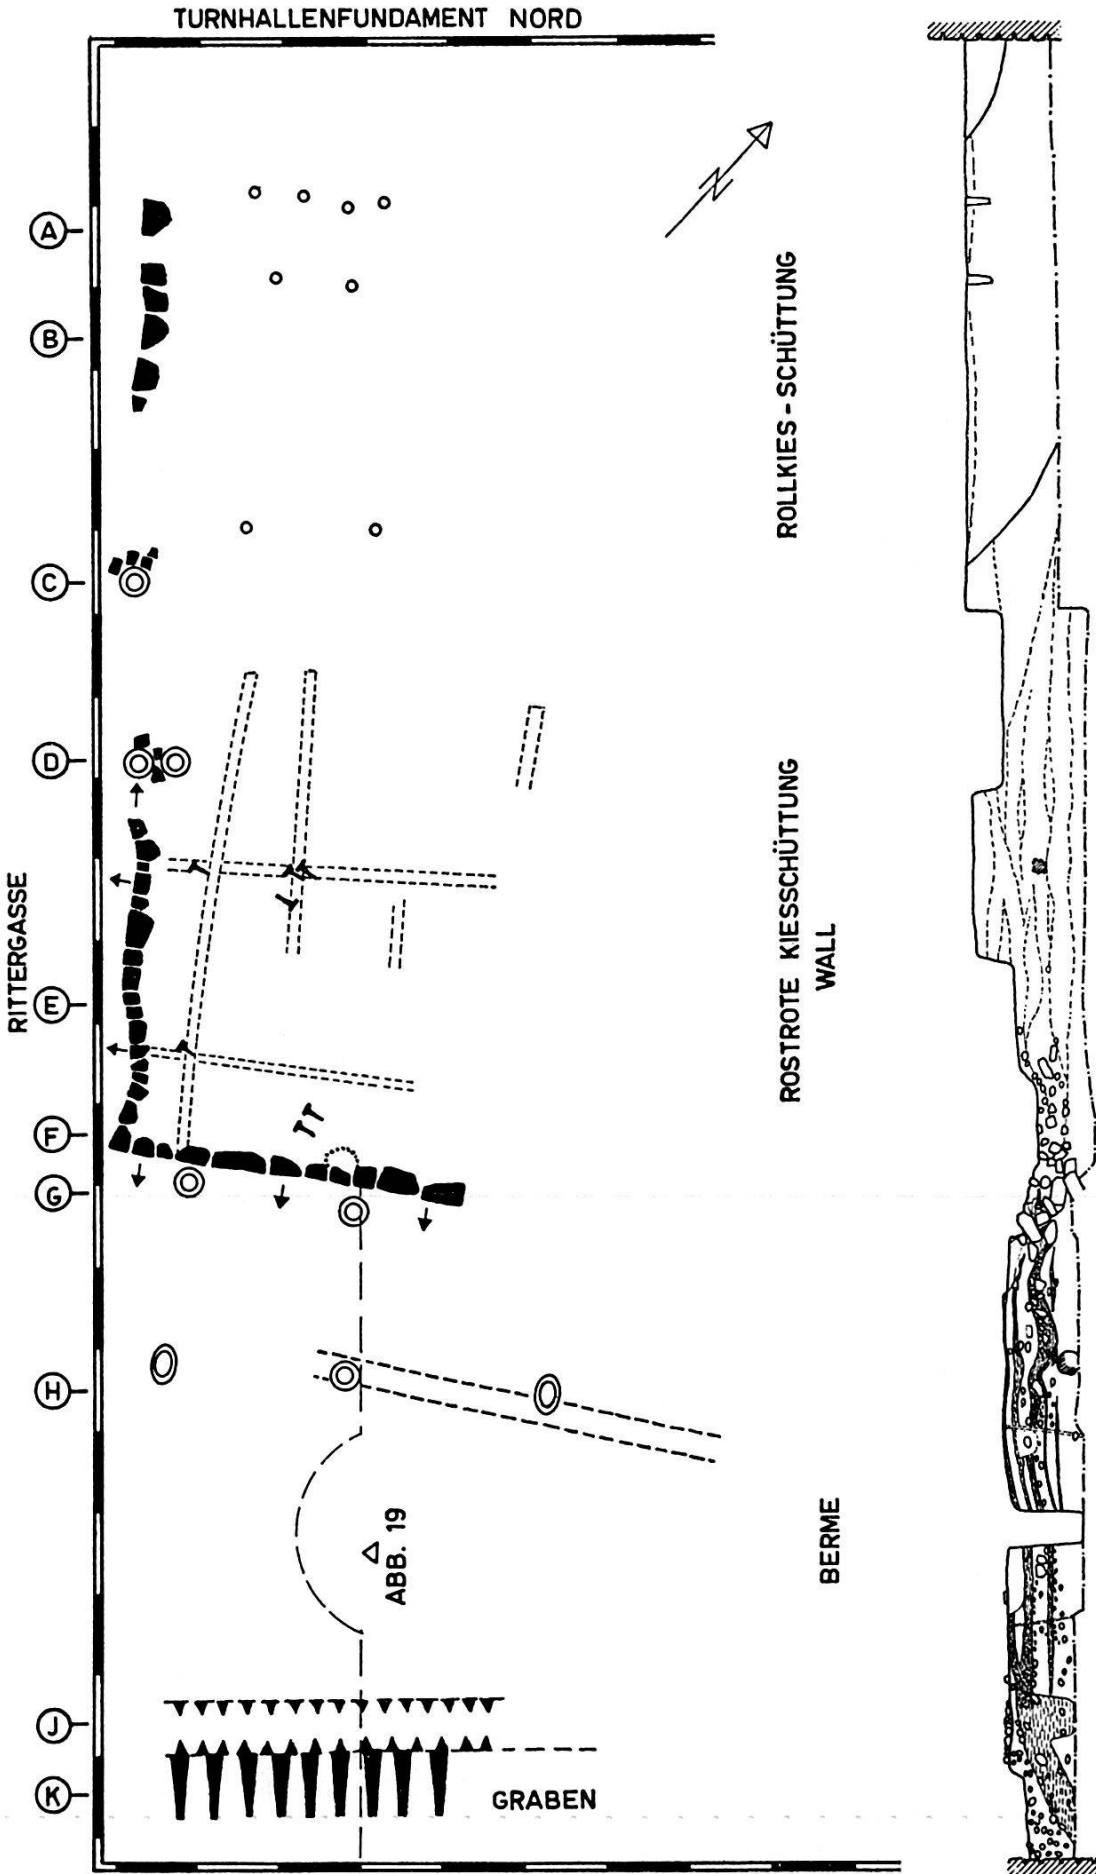 TURNHALLENFUNDAMENT NORD
A
B
C
D
E
F
G
H
J
K
RITTERGASSE
N
ROLLKIES-SCHÜTTUNG
ROSTROTE KIESSCHÜTTUNG
WALL
BERME
ABB. 19
GRABEN